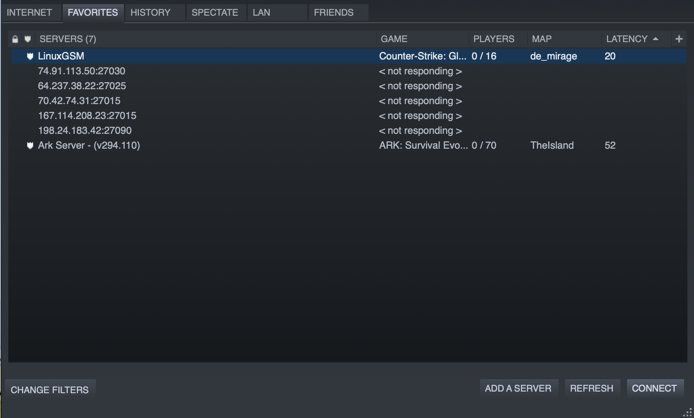 INTERNET FAVORITES HISTORY SPECTATE LAN FRIENDS
SERVERS (7) GAME PLAYERS MAP LATENCY +
LinuxGSM Counter-Strike: Gl... 0 / 16 de_mirage 20
74.91.113.50:27030 < not responding >
64.237.38.22:27025 < not responding >
70.42.74.31:27015 < not responding >
167.114.208.23:27015 < not responding >
198.24.183.42:27090 < not responding >
Ark Server - (v294.110) ARK: Survival Evo... 0 / 70 TheIsland 52
CHANGE FILTERS ADD A SERVER REFRESH CONNECT